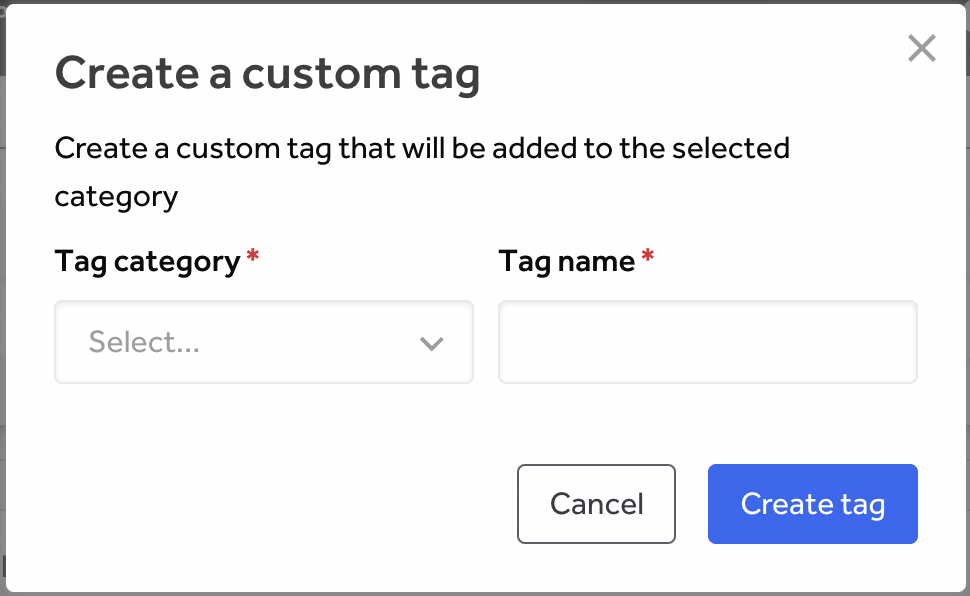 Create a custom tag
Create a custom tag that will be added to the selected
category
Tag category *
Tag name *
Select...
Cancel
Create tag